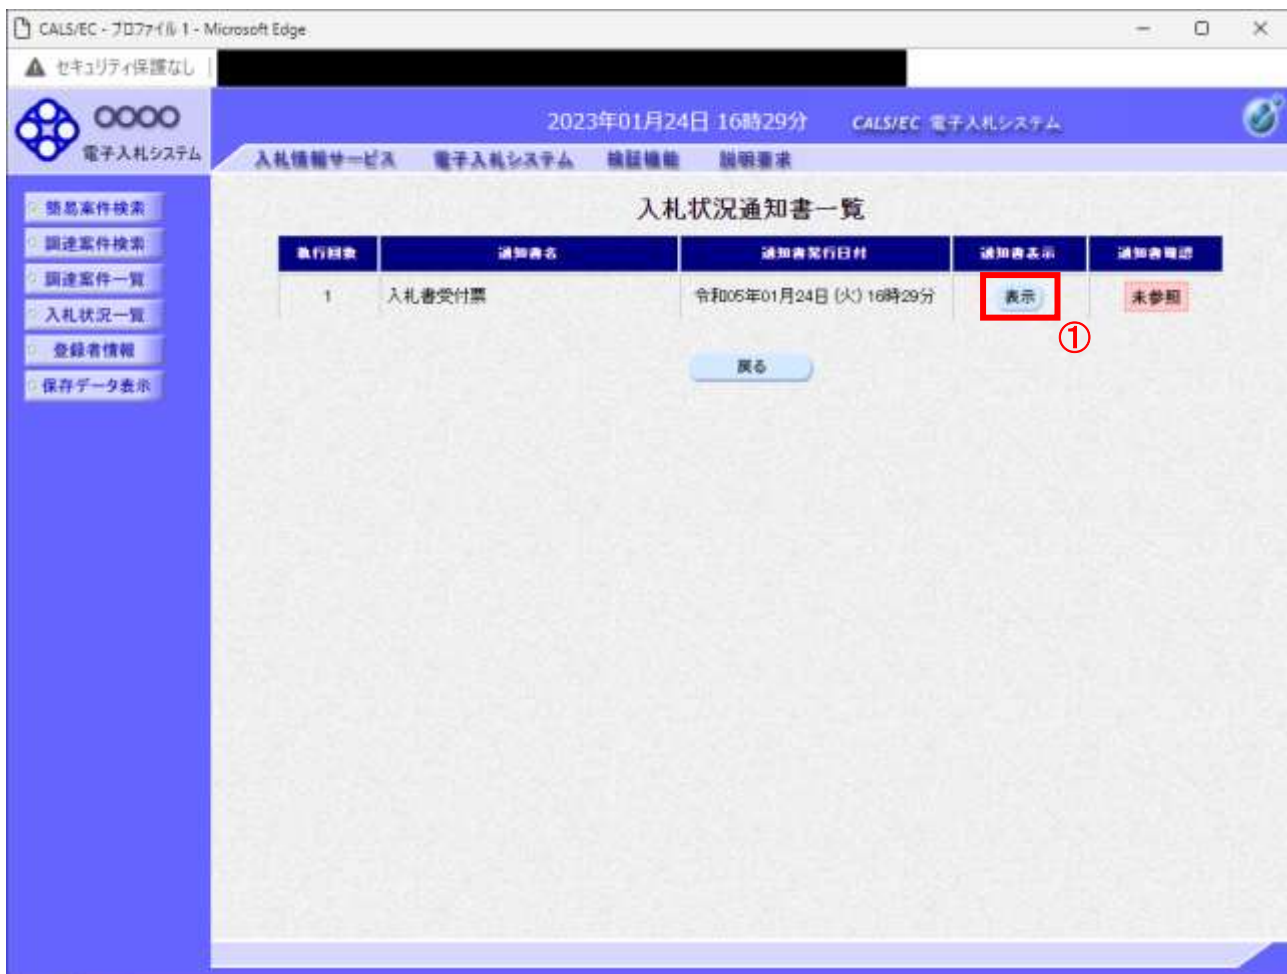 CALS/EC - プロファイル 1 - Microsoft Edge
セキュリティ保護なし
○○○○
電子入札システム
2023年01月24日 16時29分
CALS/EC 電子入札システム
入札情報サービス 電子入札システム 検証機能 説明要求
簡易案件検索
調達案件検索
調達案件一覧
入札状況一覧
登録者情報
保存データ表示
入札状況通知書一覧
執行回数 通知書名 通知書発行日付 通知書表示 通知書確認
1 入札書受付票 令和05年01月24日 (火) 16時29分 表示 未参照
①
戻る